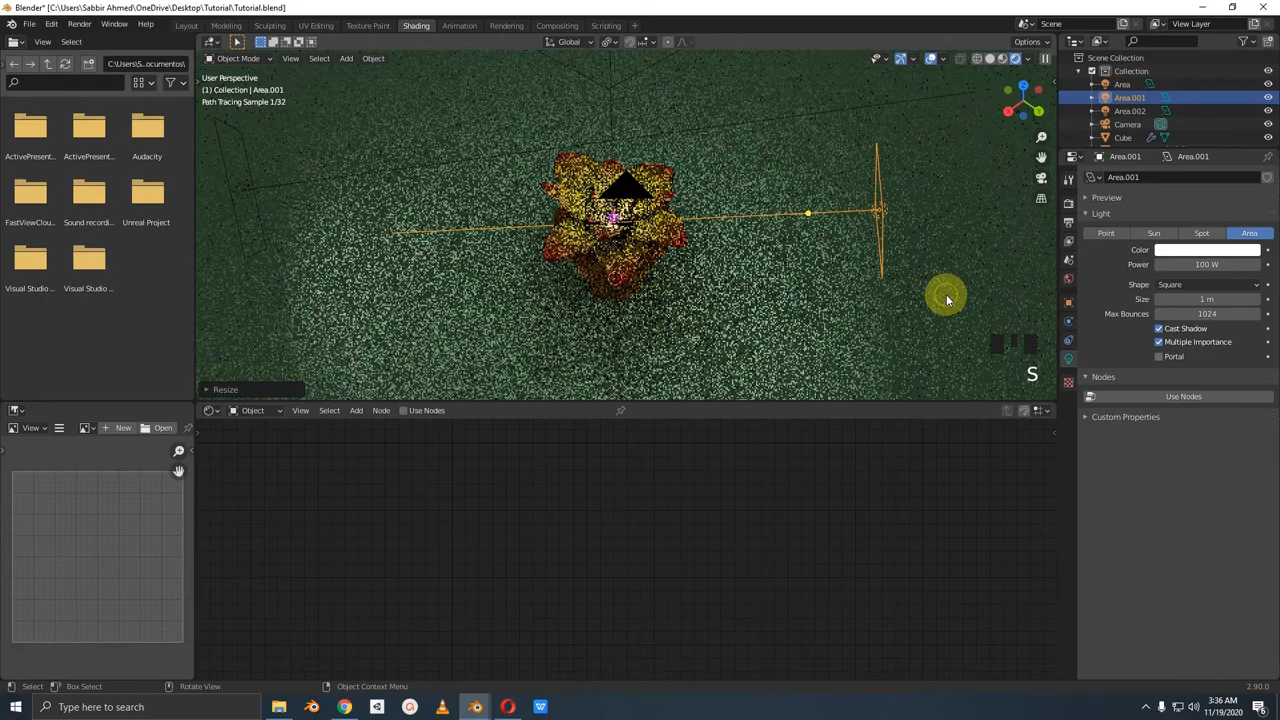 Blender* [C:\Users\Sabbir Ahmed\OneDrive\Desktop\Tutorial\Tutorial.blend]
File Edit Render Window Help Layout Modeling Sculpting UV Editing Texture Paint Shading Animation Rendering Compositing Scripting Scene View Layer
View Select Global Options
C:\S...ocumentos\ Object Mode View Select Add Object Scene Collection
User Perspective Collection
(1) Collection | Area.001 Area
Path Tracing Sample 1/32 Area.001
Area.002
Camera
Cube
ActivePresent... ActivePresent... Audacity
Area.001 Area.001
Area.001
Preview
Light
FastViewClou... Sound recordi... Unreal Project
Point Sun Spot Area
Color
Power 100 W
Shape Square
Visual Studio ... Visual Studio ...
Size 1 m
Max Bounces 1024
Cast Shadow
Multiple Importance
Portal
S
Nodes
Resize
Use Nodes
Object View Select Add Node Use Nodes
Custom Properties
View New Open
Select Box Select Rotate View Object Context Menu 2.90.0
Type here to search
3:36 AM
11/19/2020
6